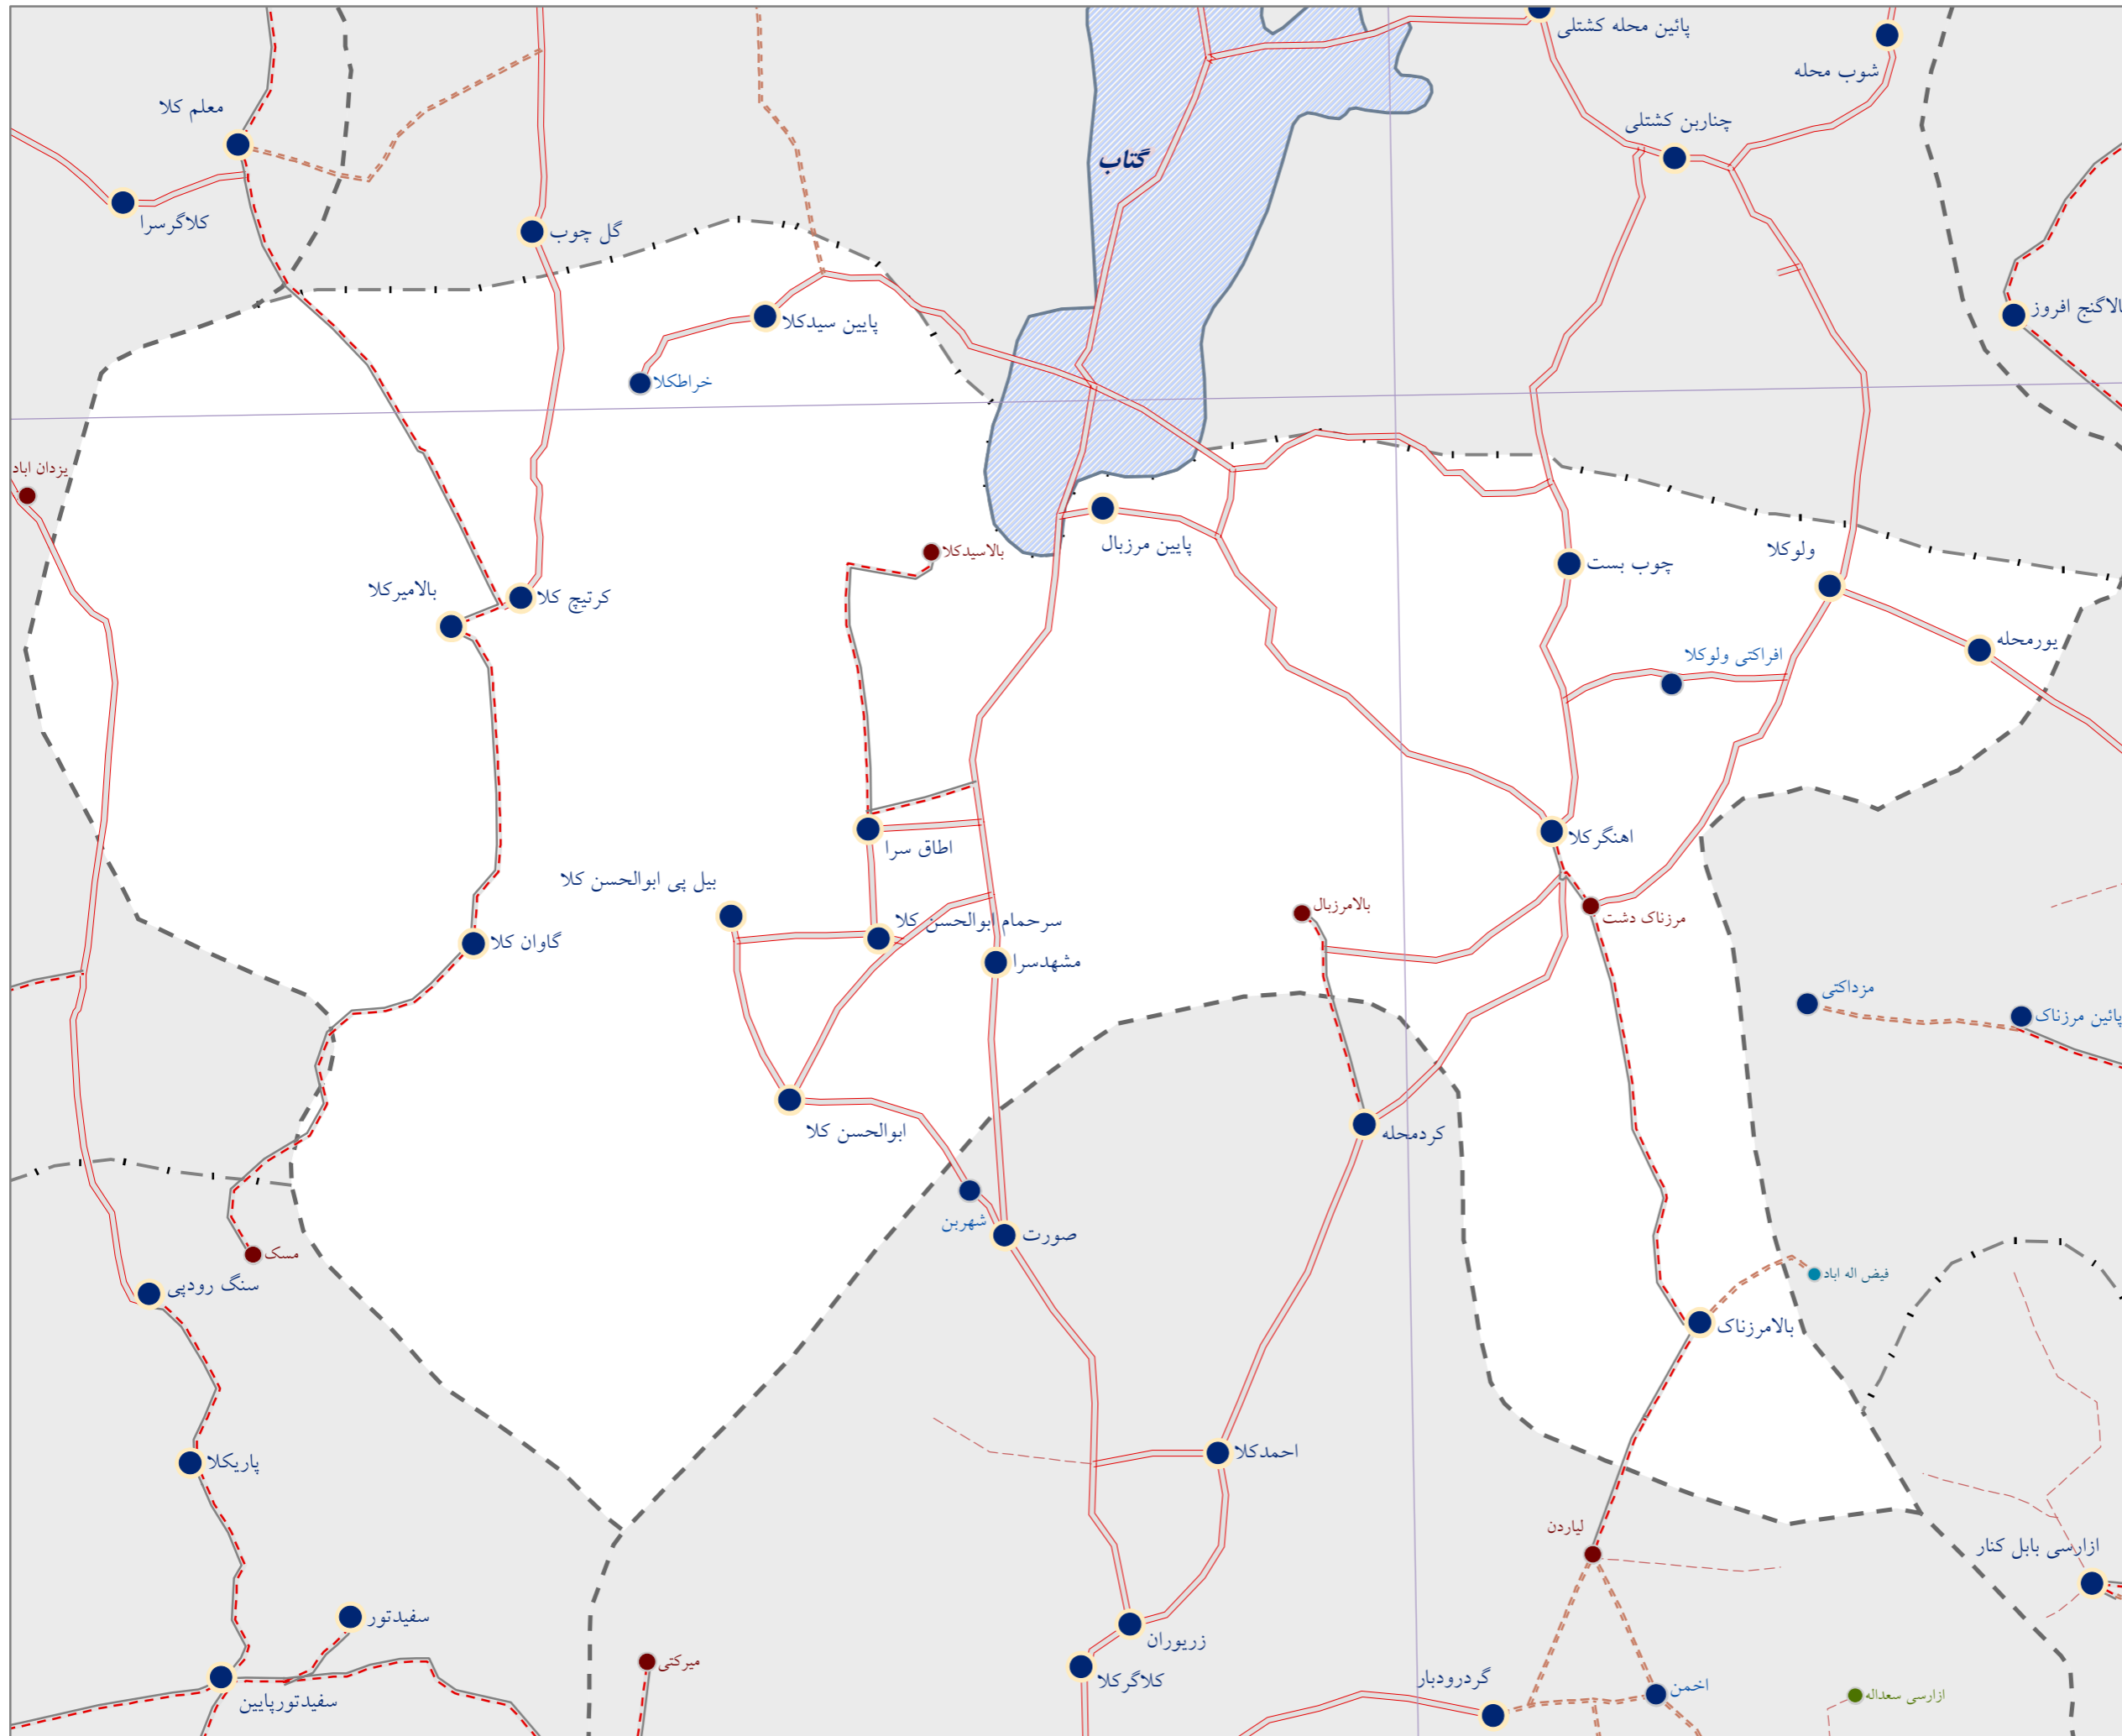 پائین محله کشتلی
شوب محله
معلم کلا
چناربن کشتلی
گتاب
کلاگرسرا
گل چوب
پایین سیدکلا
خراطکلا
یزدان اباد
بالاسیدکلا
پایین مرزبال
ولوکلا
چوب بست
بالامیرکلا
کرتیچ کلا
یورمحله
افراکتی ولوکلا
اهنگرکلا
اطاق سرا
بیل پی ابوالحسن کلا
بالامرزبال
مرزناک دشت
سرحمام ابوالحسن کلا
گاوان کلا
مشهدسرا
مزداکتی
پائین مرزناک
ابوالحسن کلا
کردمحله
شهربن
صورت
مسک
سنگ رودپی
فیض اله اباد
بالامرزناک
احمدکلا
پاریکلا
لیاردن
ازارسی بابل کنار
سفیدتور
زریوران
میرکتی
کلاگرکلا
گردرودبار
اخمن
ازارسی سعداله
سفیدتورپایین